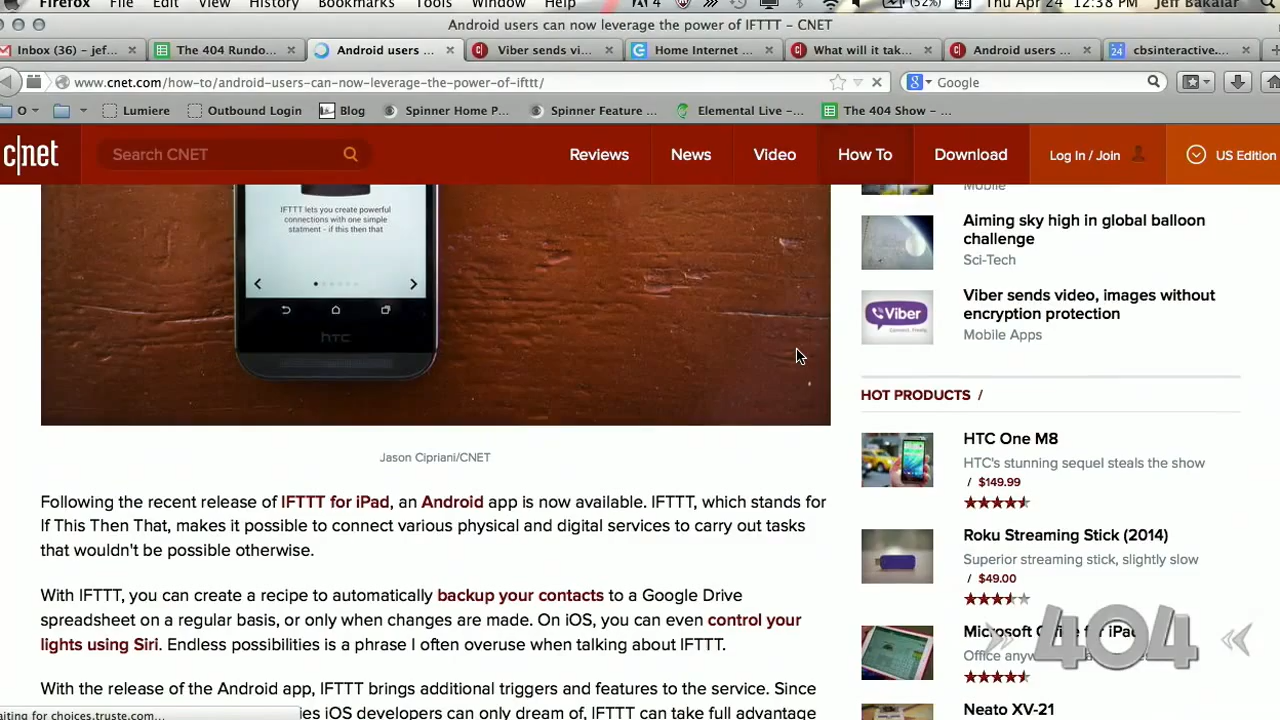 Firefox File Edit View History Bookmarks Tools Window Help 4 (52%) Thu Apr 24 12:38 PM Jeff Bakalar
Android users can now leverage the power of IFTTT – CNET
Inbox (36) – jef... × The 404 Rundo... × Android users ... × Viber sends vi... × Home Internet ... × What will it tak... × Android users ... × 24 cbsinteractive.... ×
www.cnet.com/how-to/android-users-can-now-leverage-the-power-of-ifttt/ Google
O Lumiere Outbound Login Blog Spinner Home P... Spinner Feature ... Elemental Live –... The 404 Show – ...
c|net Search CNET Reviews News Video How To Download Log In / Join US Edition
IFTTT lets you create powerful
connections with one simple
statment - if this then that
htc
Jason Cipriani/CNET
Following the recent release of IFTTT for iPad, an Android app is now available. IFTTT, which stands for
If This Then That, makes it possible to connect various physical and digital services to carry out tasks
that wouldn't be possible otherwise.
With IFTTT, you can create a recipe to automatically backup your contacts to a Google Drive
spreadsheet on a regular basis, or only when changes are made. On iOS, you can even control your
lights using Siri. Endless possibilities is a phrase I often overuse when talking about IFTTT.
With the release of the Android app, IFTTT brings additional triggers and features to the service. Since
iOS developers can only dream of, IFTTT can take full advantage
aiting for choices.truste.com...
Mobile
Aiming sky high in global balloon
challenge
Sci-Tech
Viber
Viber sends video, images without
encryption protection
Mobile Apps
HOT PRODUCTS /
HTC One M8
HTC's stunning sequel steals the show
/ $149.99
Roku Streaming Stick (2014)
Superior streaming stick, slightly slow
/ $49.00
Microsoft Office for iPad
Office
404
Neato XV-21